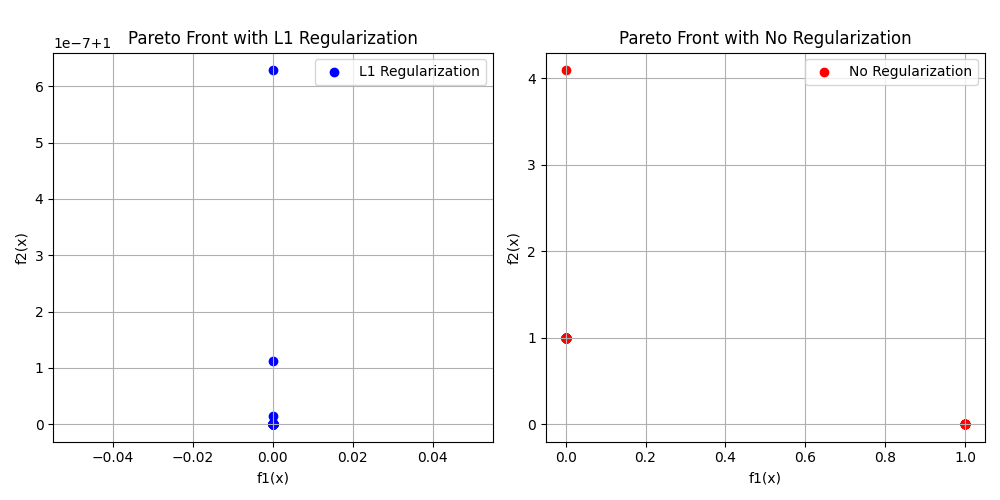 Pareto Front with L1 Regularization
1e−7+1
L1 Regularization
6
5
4
3
2
1
0
f2(x)
−0.04
−0.02
0.00
0.02
0.04
f1(x)
Pareto Front with No Regularization
No Regularization
4
3
2
1
0
f2(x)
0.0
0.2
0.4
0.6
0.8
1.0
f1(x)